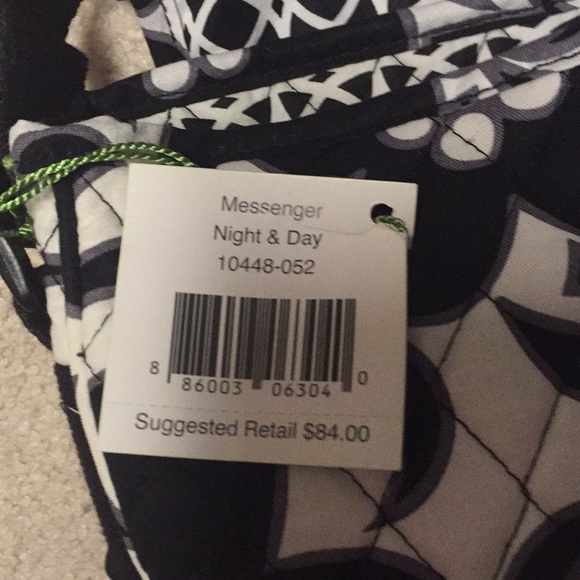 Messenger
Night & Day
10448-052
8 86003 06304 0
Suggested Retail $84.00